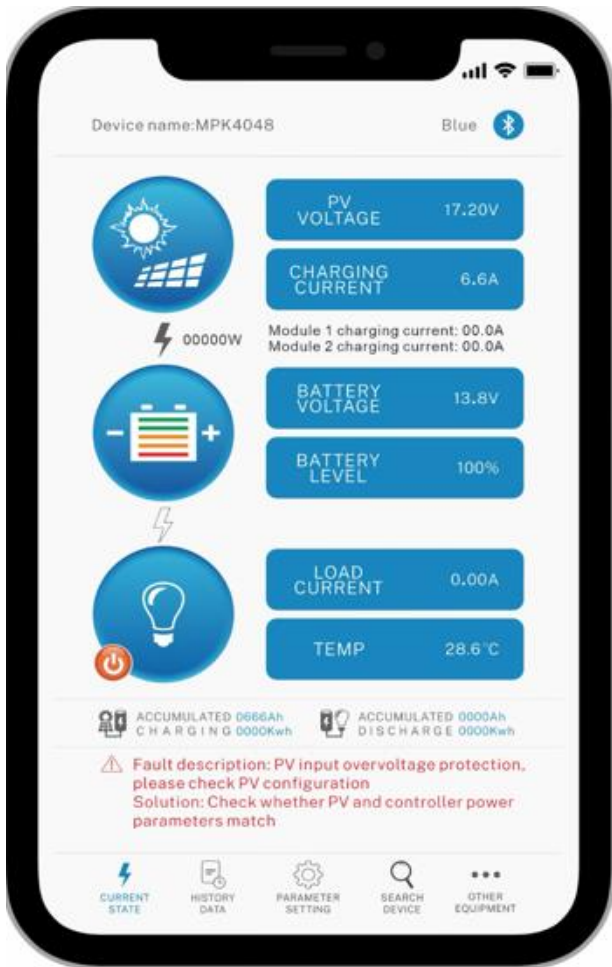 Device name:MPK4048
Blue
PV
VOLTAGE
17.20V
CHARGING
CURRENT
6.6A
00000W
Module 1 charging current: 00.0A
Module 2 charging current: 00.0A
BATTERY
VOLTAGE
13.8V
BATTERY
LEVEL
100%
LOAD
CURRENT
0.00A
TEMP
28.6°C
ACCUMULATED 0666Ah
CHARGING 0000Kwh
ACCUMULATED 0000Ah
DISCHARGE 0000Kwh
Fault description: PV input overvoltage protection,
please check PV configuration
Solution: Check whether PV and controller power
parameters match
CURRENT
STATE
HISTORY
DATA
PARAMETER
SETTING
SEARCH
DEVICE
OTHER
EQUIPMENT